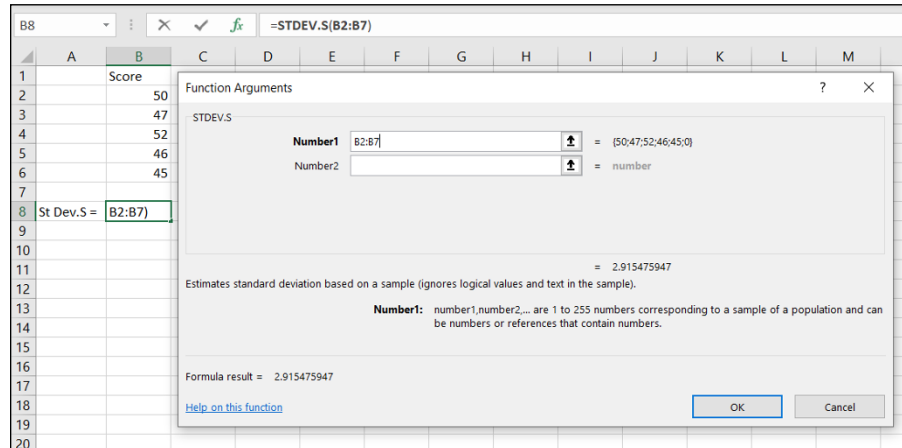 B8 fx =STDEV.S(B2:B7)
A B C D E F G H I J K L M
1 Score
2 50
3 47
4 52
5 46
6 45
7
8 St Dev.S = B2:B7)
9
10
11
12
13
14
15
16
17
18
19
20
Function Arguments ? ×
STDEV.S
Number1 B2:B7 = {50;47;52;46;45;0}
Number2 = number
= 2.915475947
Estimates standard deviation based on a sample (ignores logical values and text in the sample).
Number1: number1,number2,... are 1 to 255 numbers corresponding to a sample of a population and can
be numbers or references that contain numbers.
Formula result = 2.915475947
Help on this function OK Cancel